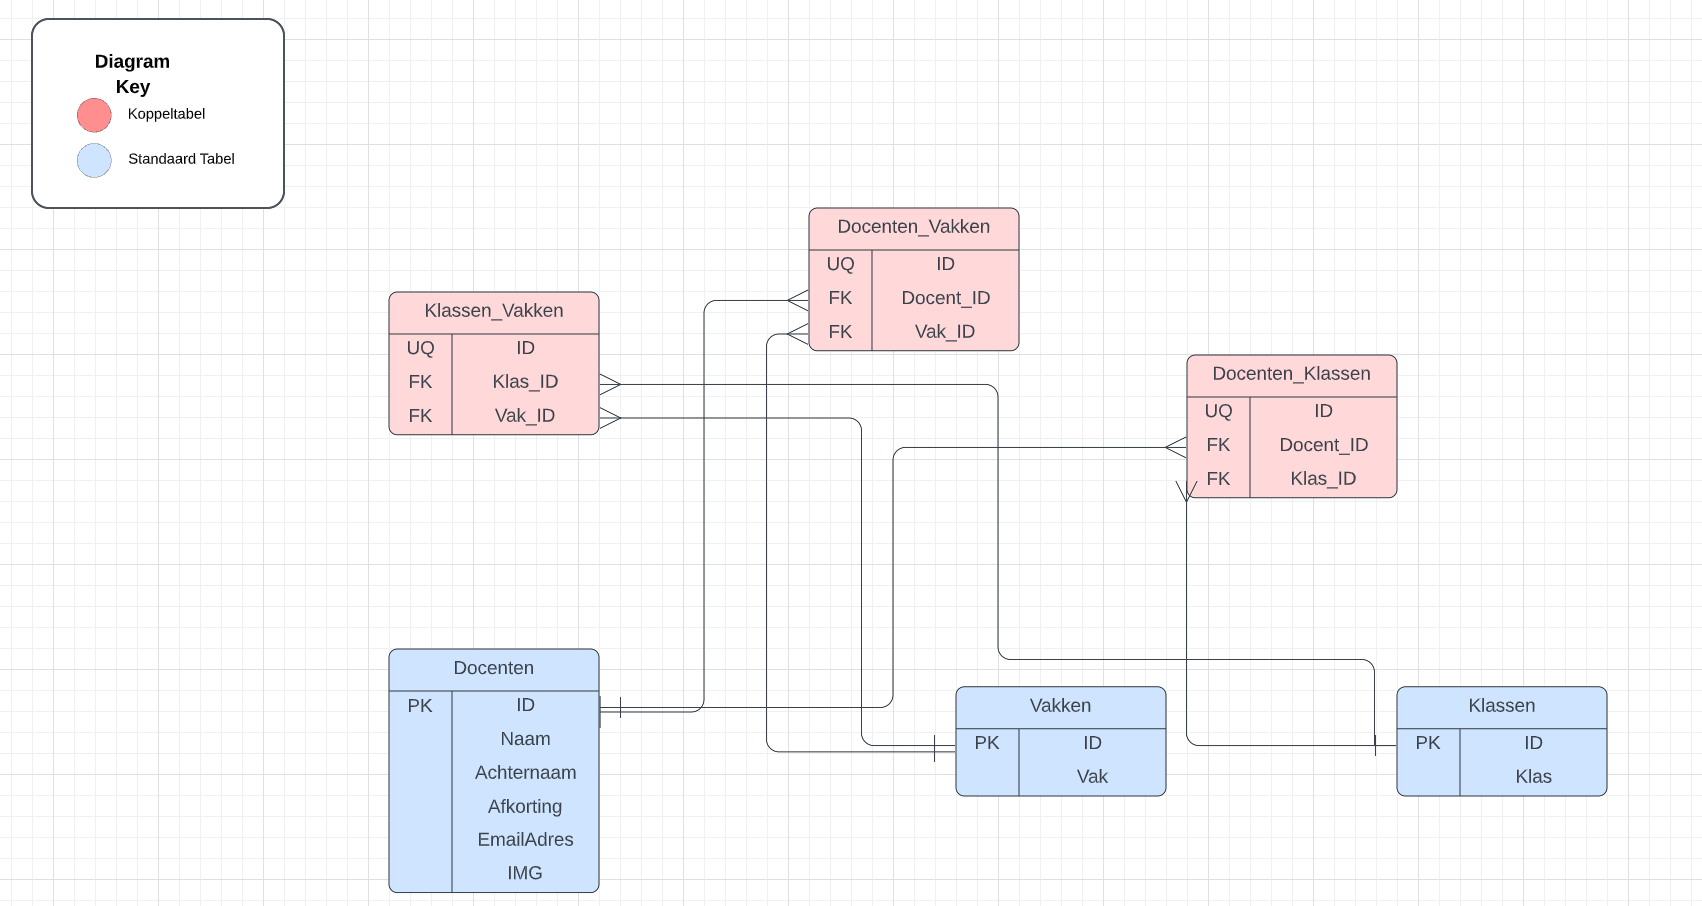 Diagram
Key
Koppeltabel
Standaard Tabel
Docenten_Vakken
UQ ID
FK Docent_ID
FK Vak_ID
Klassen_Vakken
UQ ID
FK Klas_ID
FK Vak_ID
Docenten_Klassen
UQ ID
FK Docent_ID
FK Klas_ID
Docenten
PK ID
Naam
Achternaam
Afkorting
EmailAdres
IMG
Vakken
PK ID
Vak
Klassen
PK ID
Klas